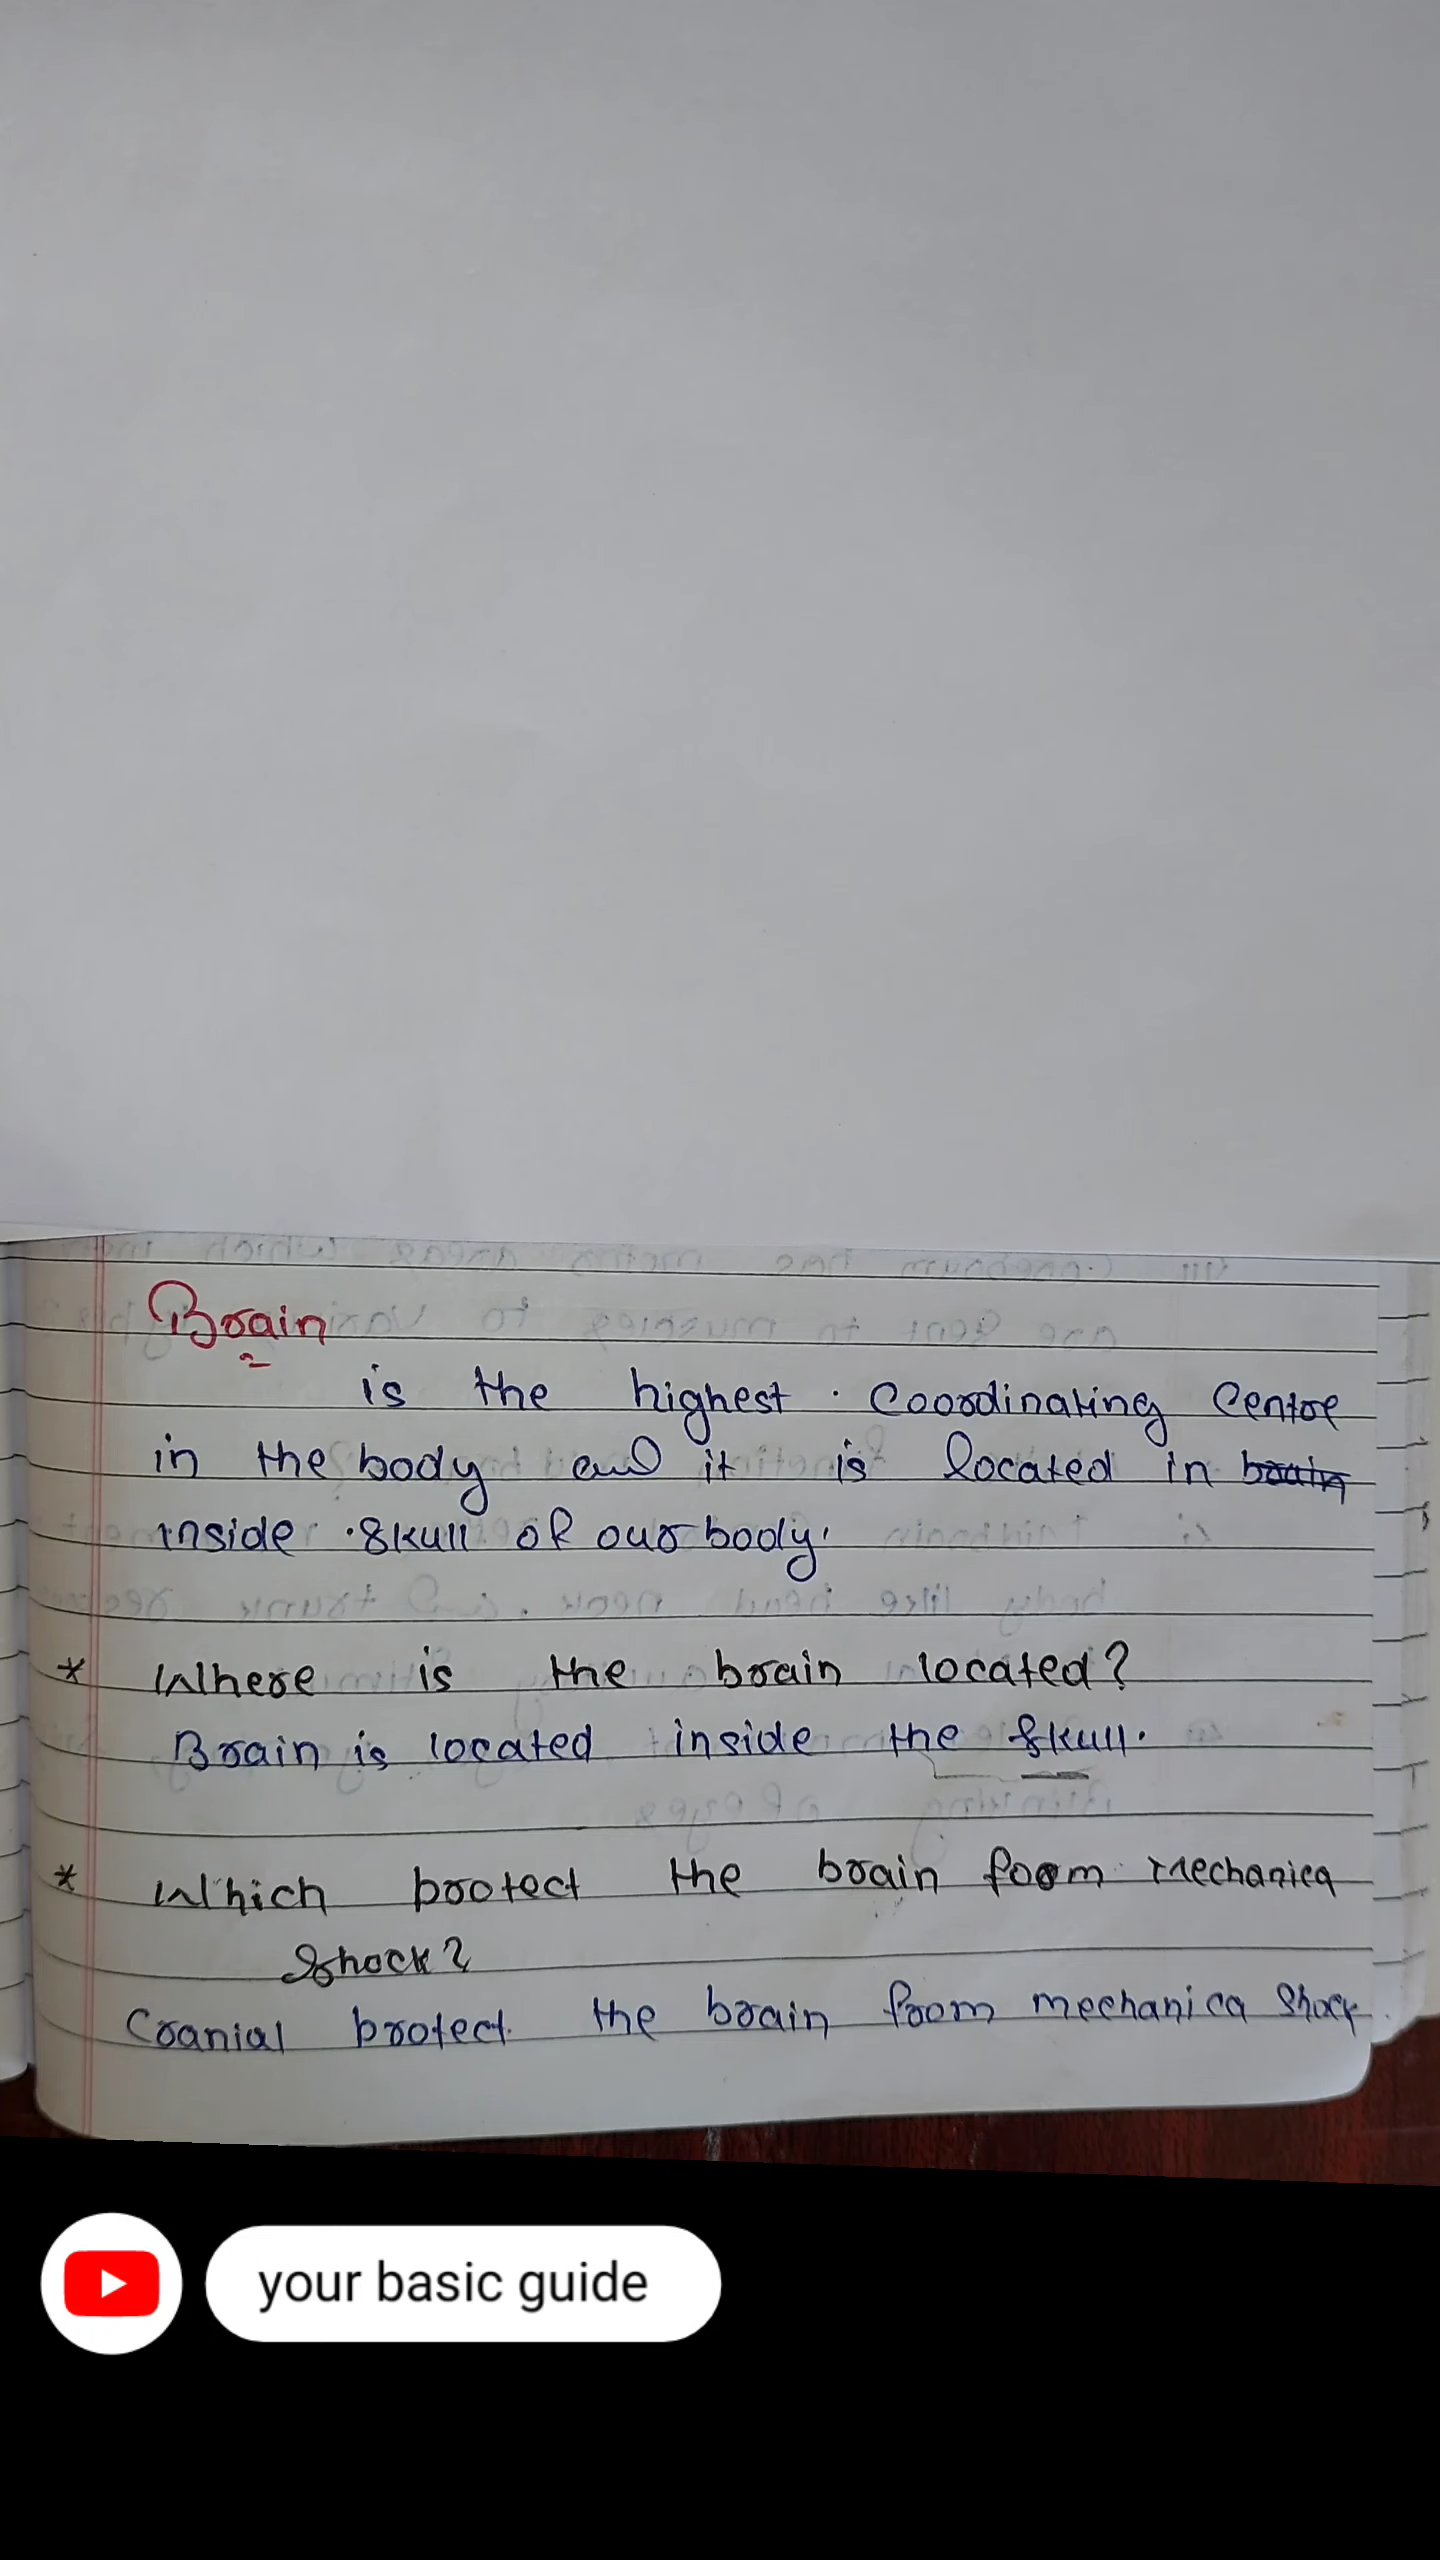 Brain
is the highest . Coordinating Centre
in the body and it is located in brain
inside .Skull of our body.
* Where is the brain located?
Brain is located inside the Skull.
* Which protect the brain from Mechanica
Shock?
Cranial protect. the brain from mechanica Shock.
your basic guide